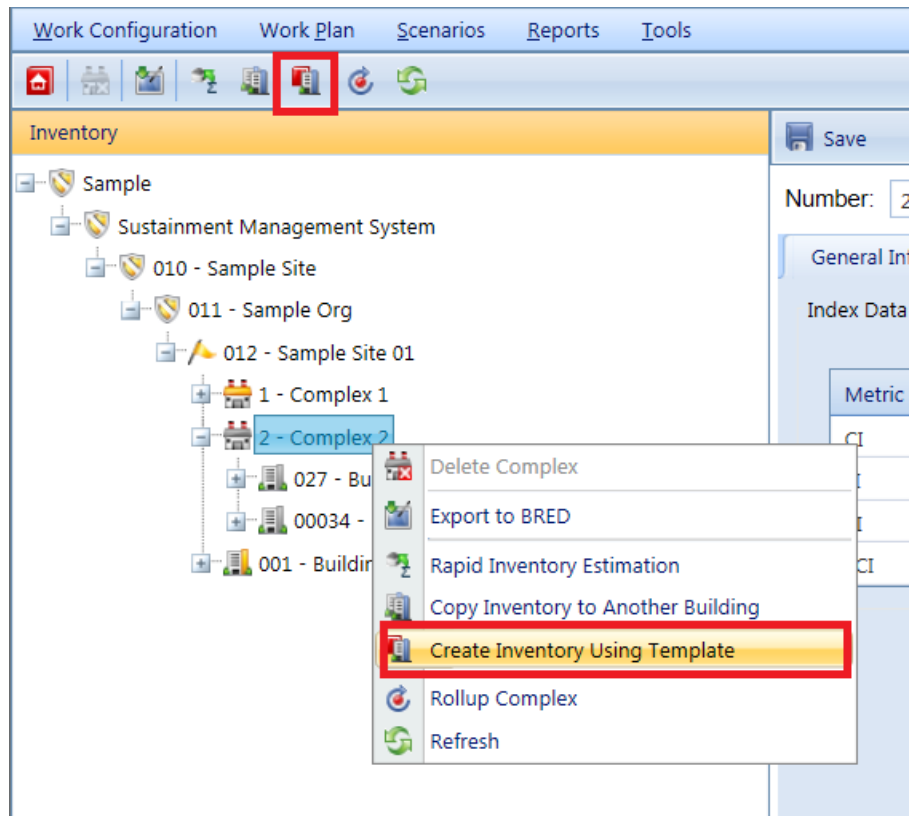 Work Configuration Work Plan Scenarios Reports Tools
Inventory
Save
Sample
Number: 2
Sustainment Management System
General In
010 - Sample Site
Index Data
011 - Sample Org
012 - Sample Site 01
1 - Complex 1
Metric
2 - Complex 2
CI
Delete Complex
027 - Bu
I
Export to BRED
00034 -
I
001 - Buildin
Rapid Inventory Estimation
CI
Copy Inventory to Another Building
Create Inventory Using Template
Rollup Complex
Refresh